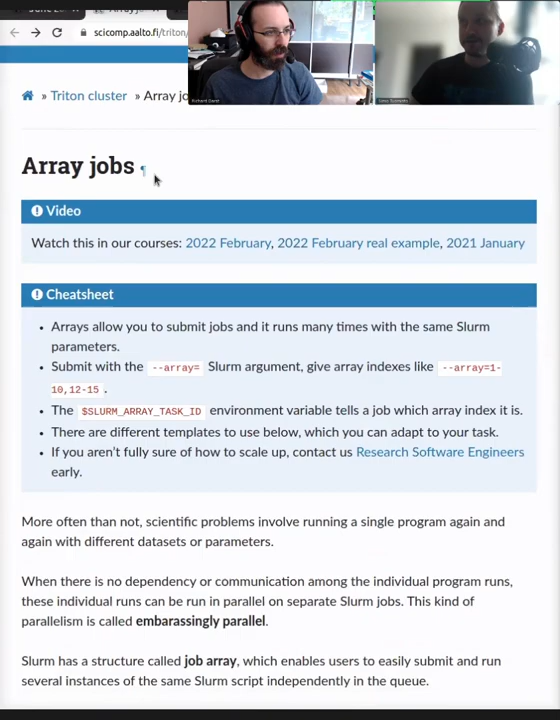 scicomp.aalto.fi/triton/
» Triton cluster » Array jo
Array jobs ¶
Video
Watch this in our courses: 2022 February, 2022 February real example, 2021 January
Cheatsheet
• Arrays allow you to submit jobs and it runs many times with the same Slurm
parameters.
• Submit with the --array= Slurm argument, give array indexes like --array=1-
10,12-15 .
• The $SLURM_ARRAY_TASK_ID environment variable tells a job which array index it is.
• There are different templates to use below, which you can adapt to your task.
• If you aren't fully sure of how to scale up, contact us Research Software Engineers
early.
More often than not, scientific problems involve running a single program again and
again with different datasets or parameters.
When there is no dependency or communication among the individual program runs,
these individual runs can be run in parallel on separate Slurm jobs. This kind of
parallelism is called embarassingly parallel.
Slurm has a structure called job array, which enables users to easily submit and run
several instances of the same Slurm script independently in the queue.